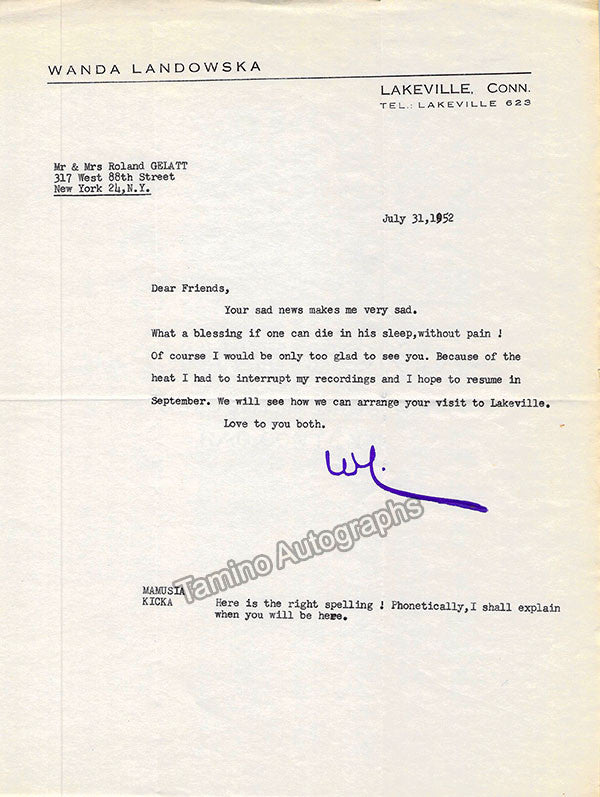 WANDA LANDOWSKA
LAKEVILLE, CONN.
TEL.: LAKEVILLE 623
Mr & Mrs Roland GELATT
317 West 88th Street
New York 24,N.Y.
July 31,1952
Dear Friends,
Your sad news makes me very sad.
What a blessing if one can die in his sleep,without pain !
Of course I would be only too glad to see you. Because of the
heat I had to interrupt my recordings and I hope to resume in
September. We will see how we can arrange your visit to Lakeville.
Love to you both.
WL.
Tamino Autographs
MAMUSIA
KICKA
Here is the right spelling ! Phonetically,I shall explain
when you will be here.